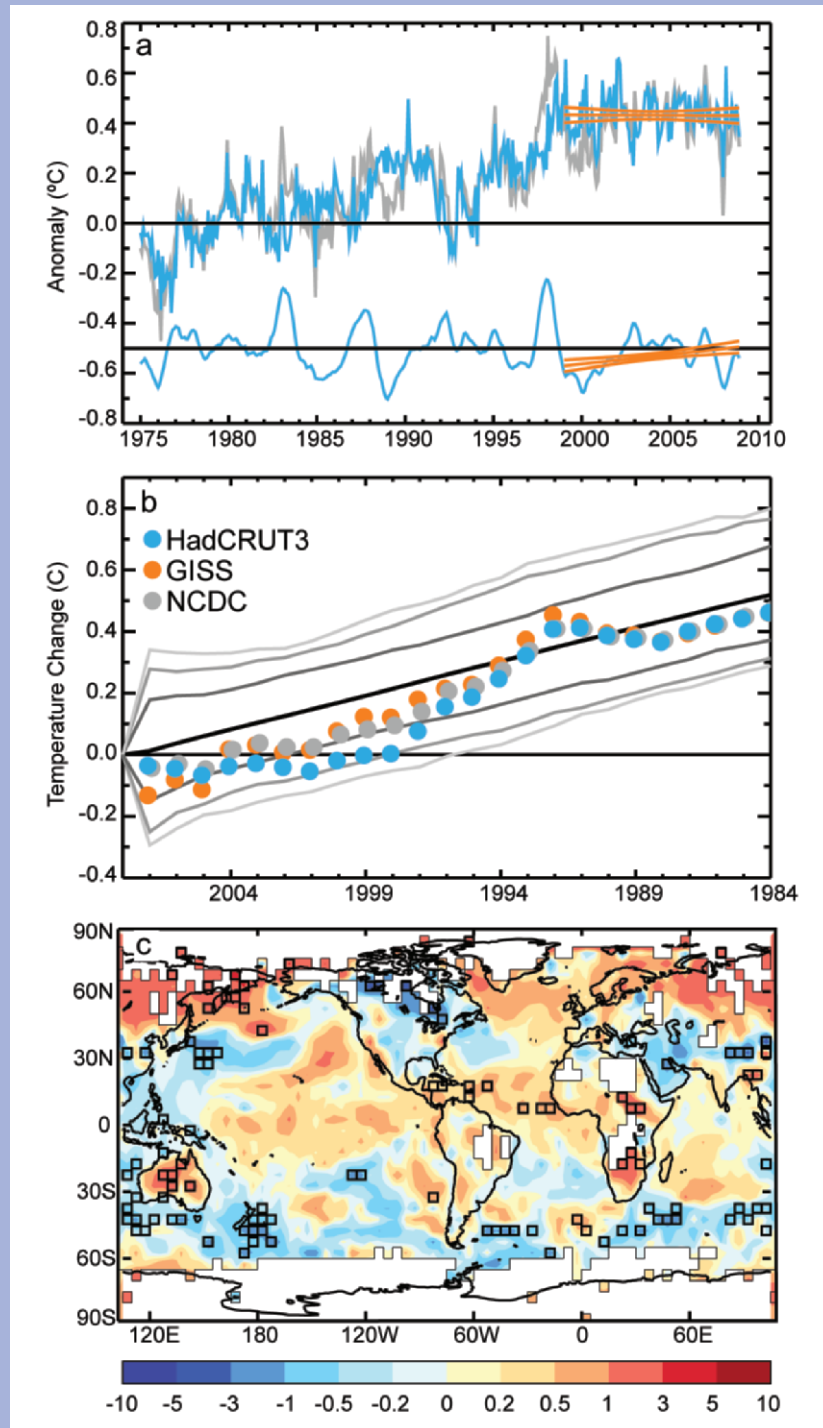 a
0.8
0.6
0.4
0.2
0.0
-0.2
-0.4
-0.6
-0.8
Anomaly (ºC)
1975 1980 1985 1990 1995 2000 2005 2010
b
0.8
0.6
0.4
0.2
0.0
-0.2
-0.4
Temperature Change (C)
HadCRUT3
GISS
NCDC
2004 1999 1994 1989 1984
c
90N
60N
30N
0
30S
60S
90S
120E 180 120W 60W 0 60E
-10 -5 -3 -1 -0.5 -0.2 0 0.2 0.5 1 3 5 10